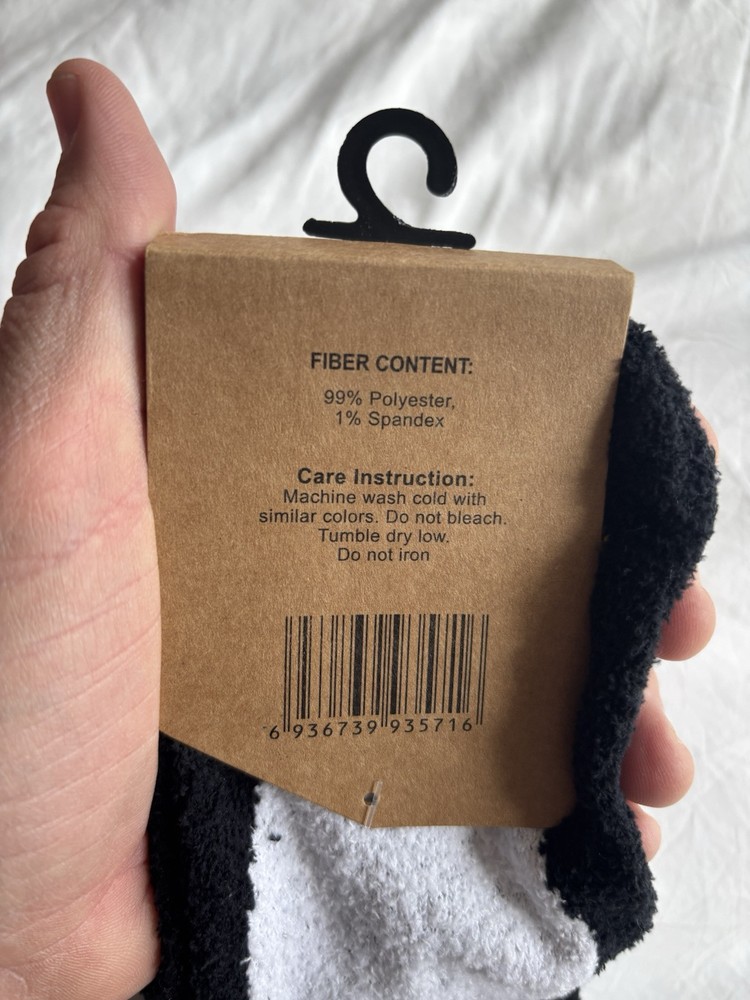 FIBER CONTENT:
99% Polyester,
1% Spandex
Care Instruction:
Machine wash cold with
similar colors. Do not bleach.
Tumble dry low.
Do not iron
6 936739 935716